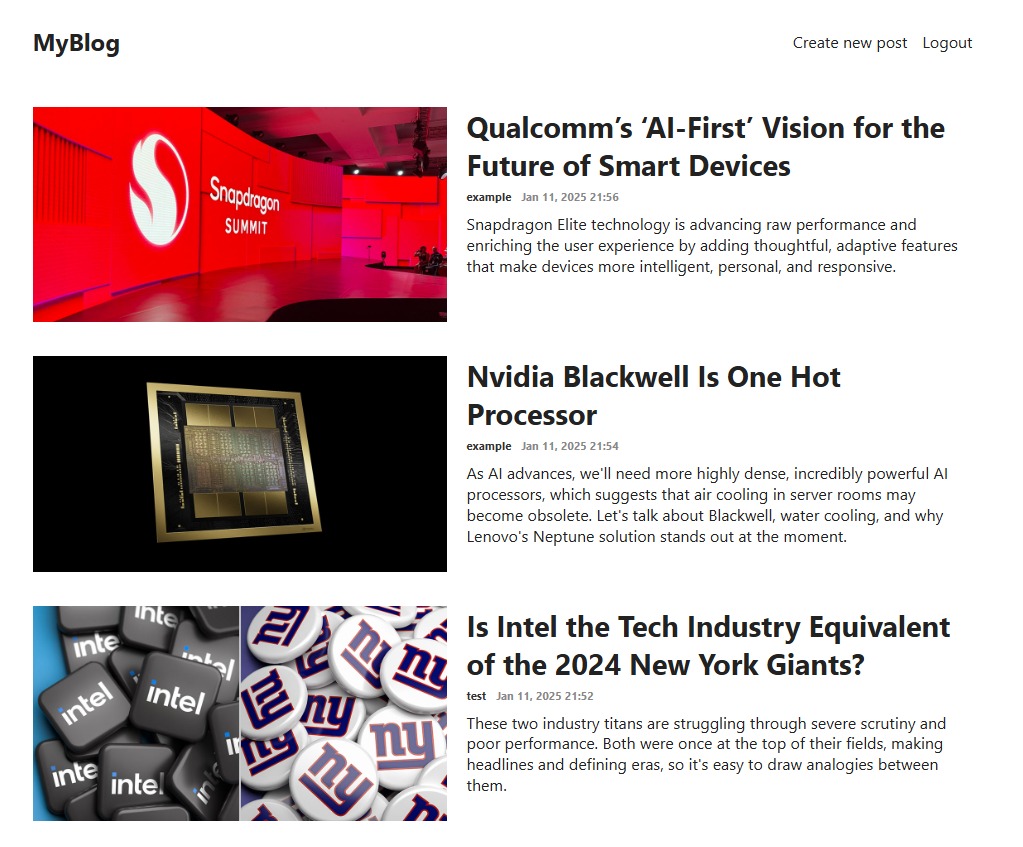 MyBlog
Create new post Logout
Snapdragon
SUMMIT
Qualcomm’s ‘AI-First’ Vision for the
Future of Smart Devices
example Jan 11, 2025 21:56
Snapdragon Elite technology is advancing raw performance and
enriching the user experience by adding thoughtful, adaptive features
that make devices more intelligent, personal, and responsive.
Nvidia Blackwell Is One Hot
Processor
example Jan 11, 2025 21:54
As AI advances, we'll need more highly dense, incredibly powerful AI
processors, which suggests that air cooling in server rooms may
become obsolete. Let's talk about Blackwell, water cooling, and why
Lenovo's Neptune solution stands out at the moment.
inte
inte
intel
intel
intel
inte
intel
in
ny
ny
ny
ny
ny
ny
ny
ny
Is Intel the Tech Industry Equivalent
of the 2024 New York Giants?
test Jan 11, 2025 21:52
These two industry titans are struggling through severe scrutiny and
poor performance. Both were once at the top of their fields, making
headlines and defining eras, so it's easy to draw analogies between
them.